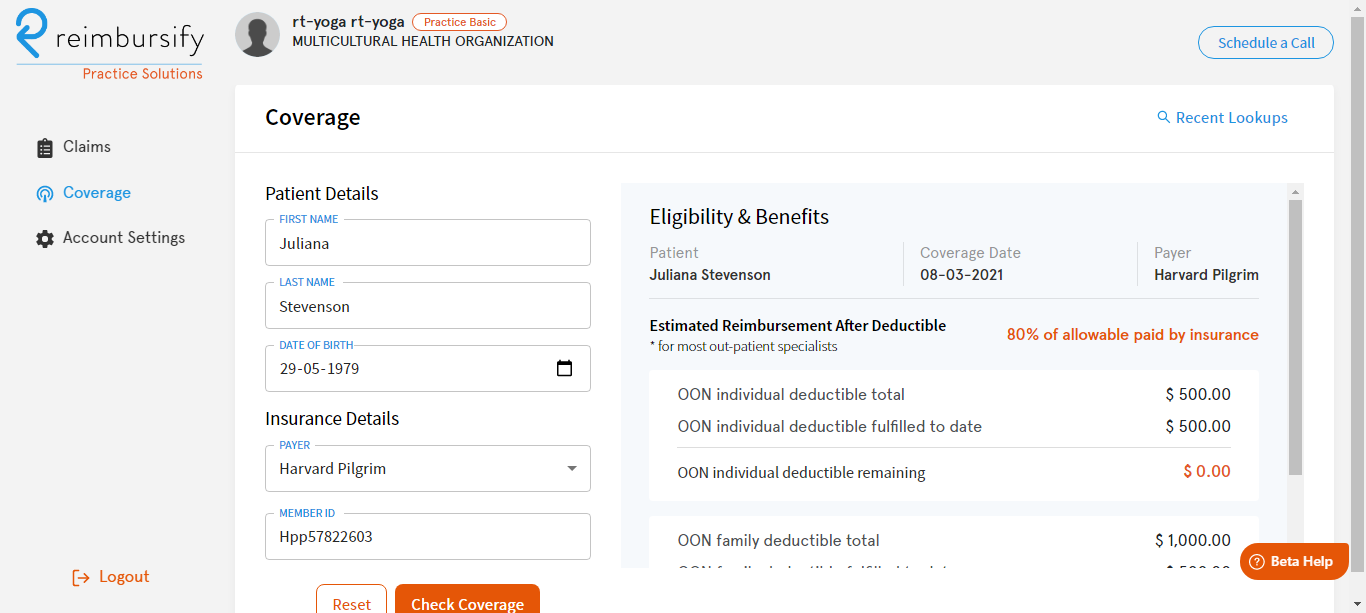 reimbursify
Practice Solutions
rt-yoga rt-yoga Practice Basic
MULTICULTURAL HEALTH ORGANIZATION
Schedule a Call
Claims
Coverage
Account Settings
Logout
Coverage
Recent Lookups
Patient Details
FIRST NAME
Juliana
LAST NAME
Stevenson
DATE OF BIRTH
29-05-1979
Insurance Details
PAYER
Harvard Pilgrim
MEMBER ID
Hpp57822603
Reset
Check Coverage
Eligibility & Benefits
Patient
Juliana Stevenson
Coverage Date
08-03-2021
Payer
Harvard Pilgrim
Estimated Reimbursement After Deductible
* for most out-patient specialists
80% of allowable paid by insurance
OON individual deductible total $ 500.00
OON individual deductible fulfilled to date $ 500.00
OON individual deductible remaining $ 0.00
OON family deductible total $ 1,000.00
Beta Help